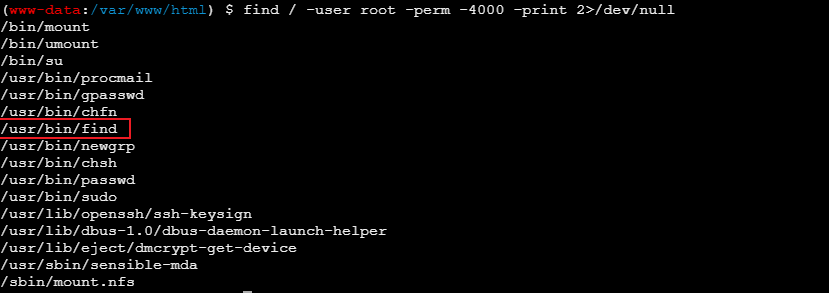 (www-data:/var/www/html) $ find / -user root -perm -4000 -print 2>/dev/null
/bin/mount
/bin/umount
/bin/su
/usr/bin/procmail
/usr/bin/gpasswd
/usr/bin/chfn
/usr/bin/find
/usr/bin/newgrp
/usr/bin/chsh
/usr/bin/passwd
/usr/bin/sudo
/usr/lib/openssh/ssh-keysign
/usr/lib/dbus-1.0/dbus-daemon-launch-helper
/usr/lib/eject/dmcrypt-get-device
/usr/sbin/sensible-mda
/sbin/mount.nfs